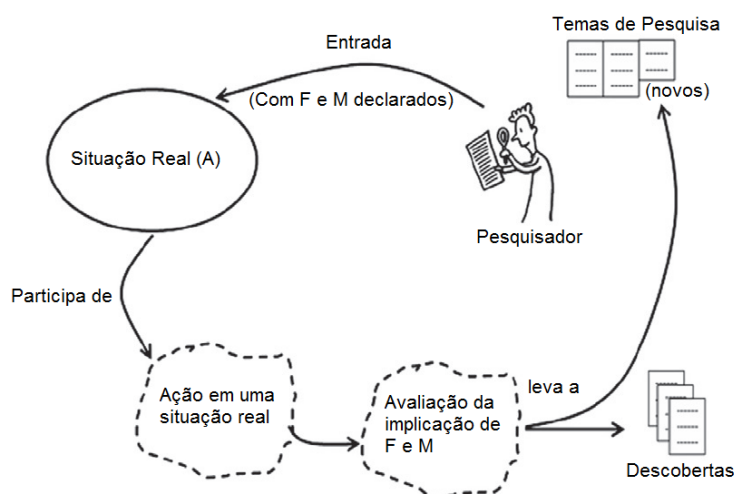 Temas de Pesquisa
(novos)
Entrada
(Com F e M declarados)
Situação Real (A)
Pesquisador
Participa de
Ação em uma
situação real
Avaliação da
implicação de
F e M
leva a
Descobertas